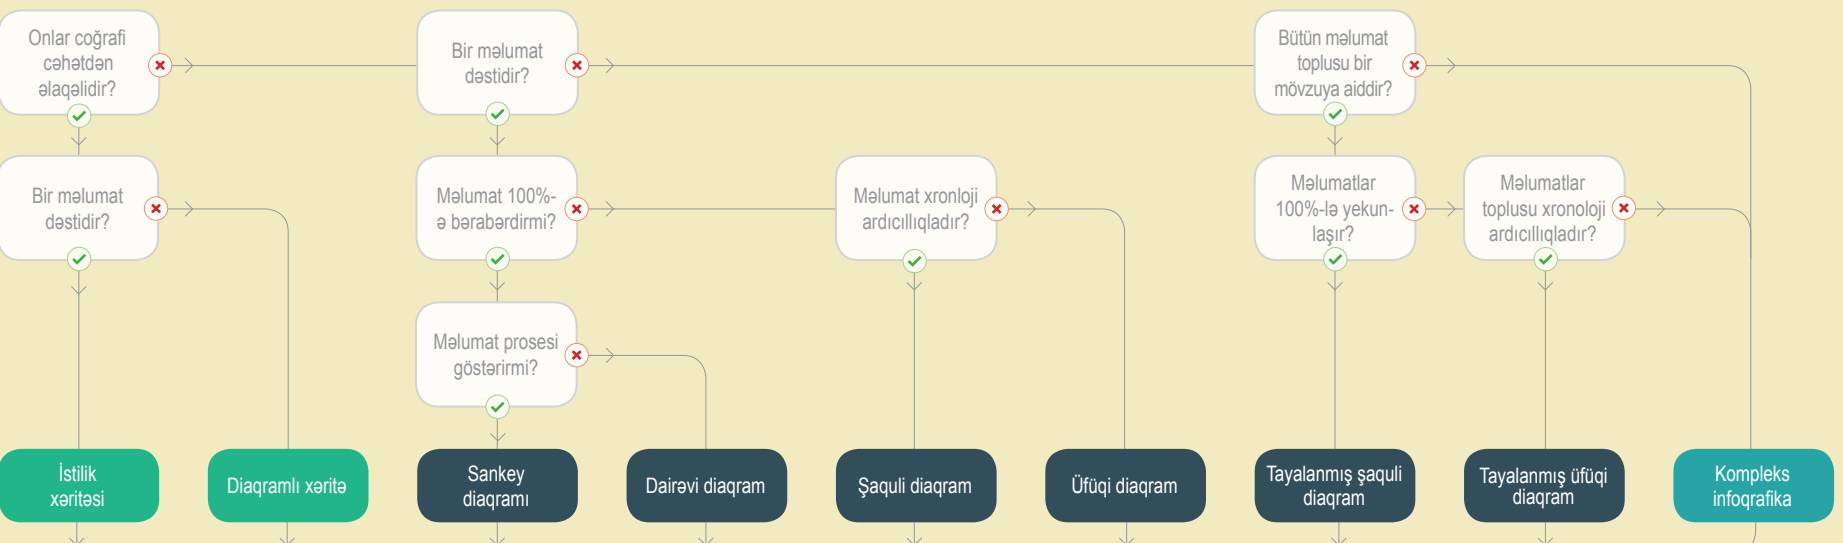 Onlar coğrafi
cəhətdən
əlaqəlidir?
Bir məlumat
dəstidir?
Bütün məlumat
toplusu bir
mövzuya aiddir?
Bir məlumat
dəstidir?
Məlumat 100%-
ə bərabərdirmi?
Məlumat xronloji
ardıcıllıqladır?
Məlumatlar
100%-lə yekun-
laşır?
Məlumatlar
toplusu xronoloji
ardıcıllıqladır?
Məlumat prosesi
göstərirmi?
İstilik
xəritəsi
Diaqramlı xəritə
Sankey
diaqramı
Dairəvi diaqram
Şaquli diaqram
Üfüqi diaqram
Tayalanmış şaquli
diaqram
Tayalanmış üfüqi
diaqram
Kompleks
infoqrafika